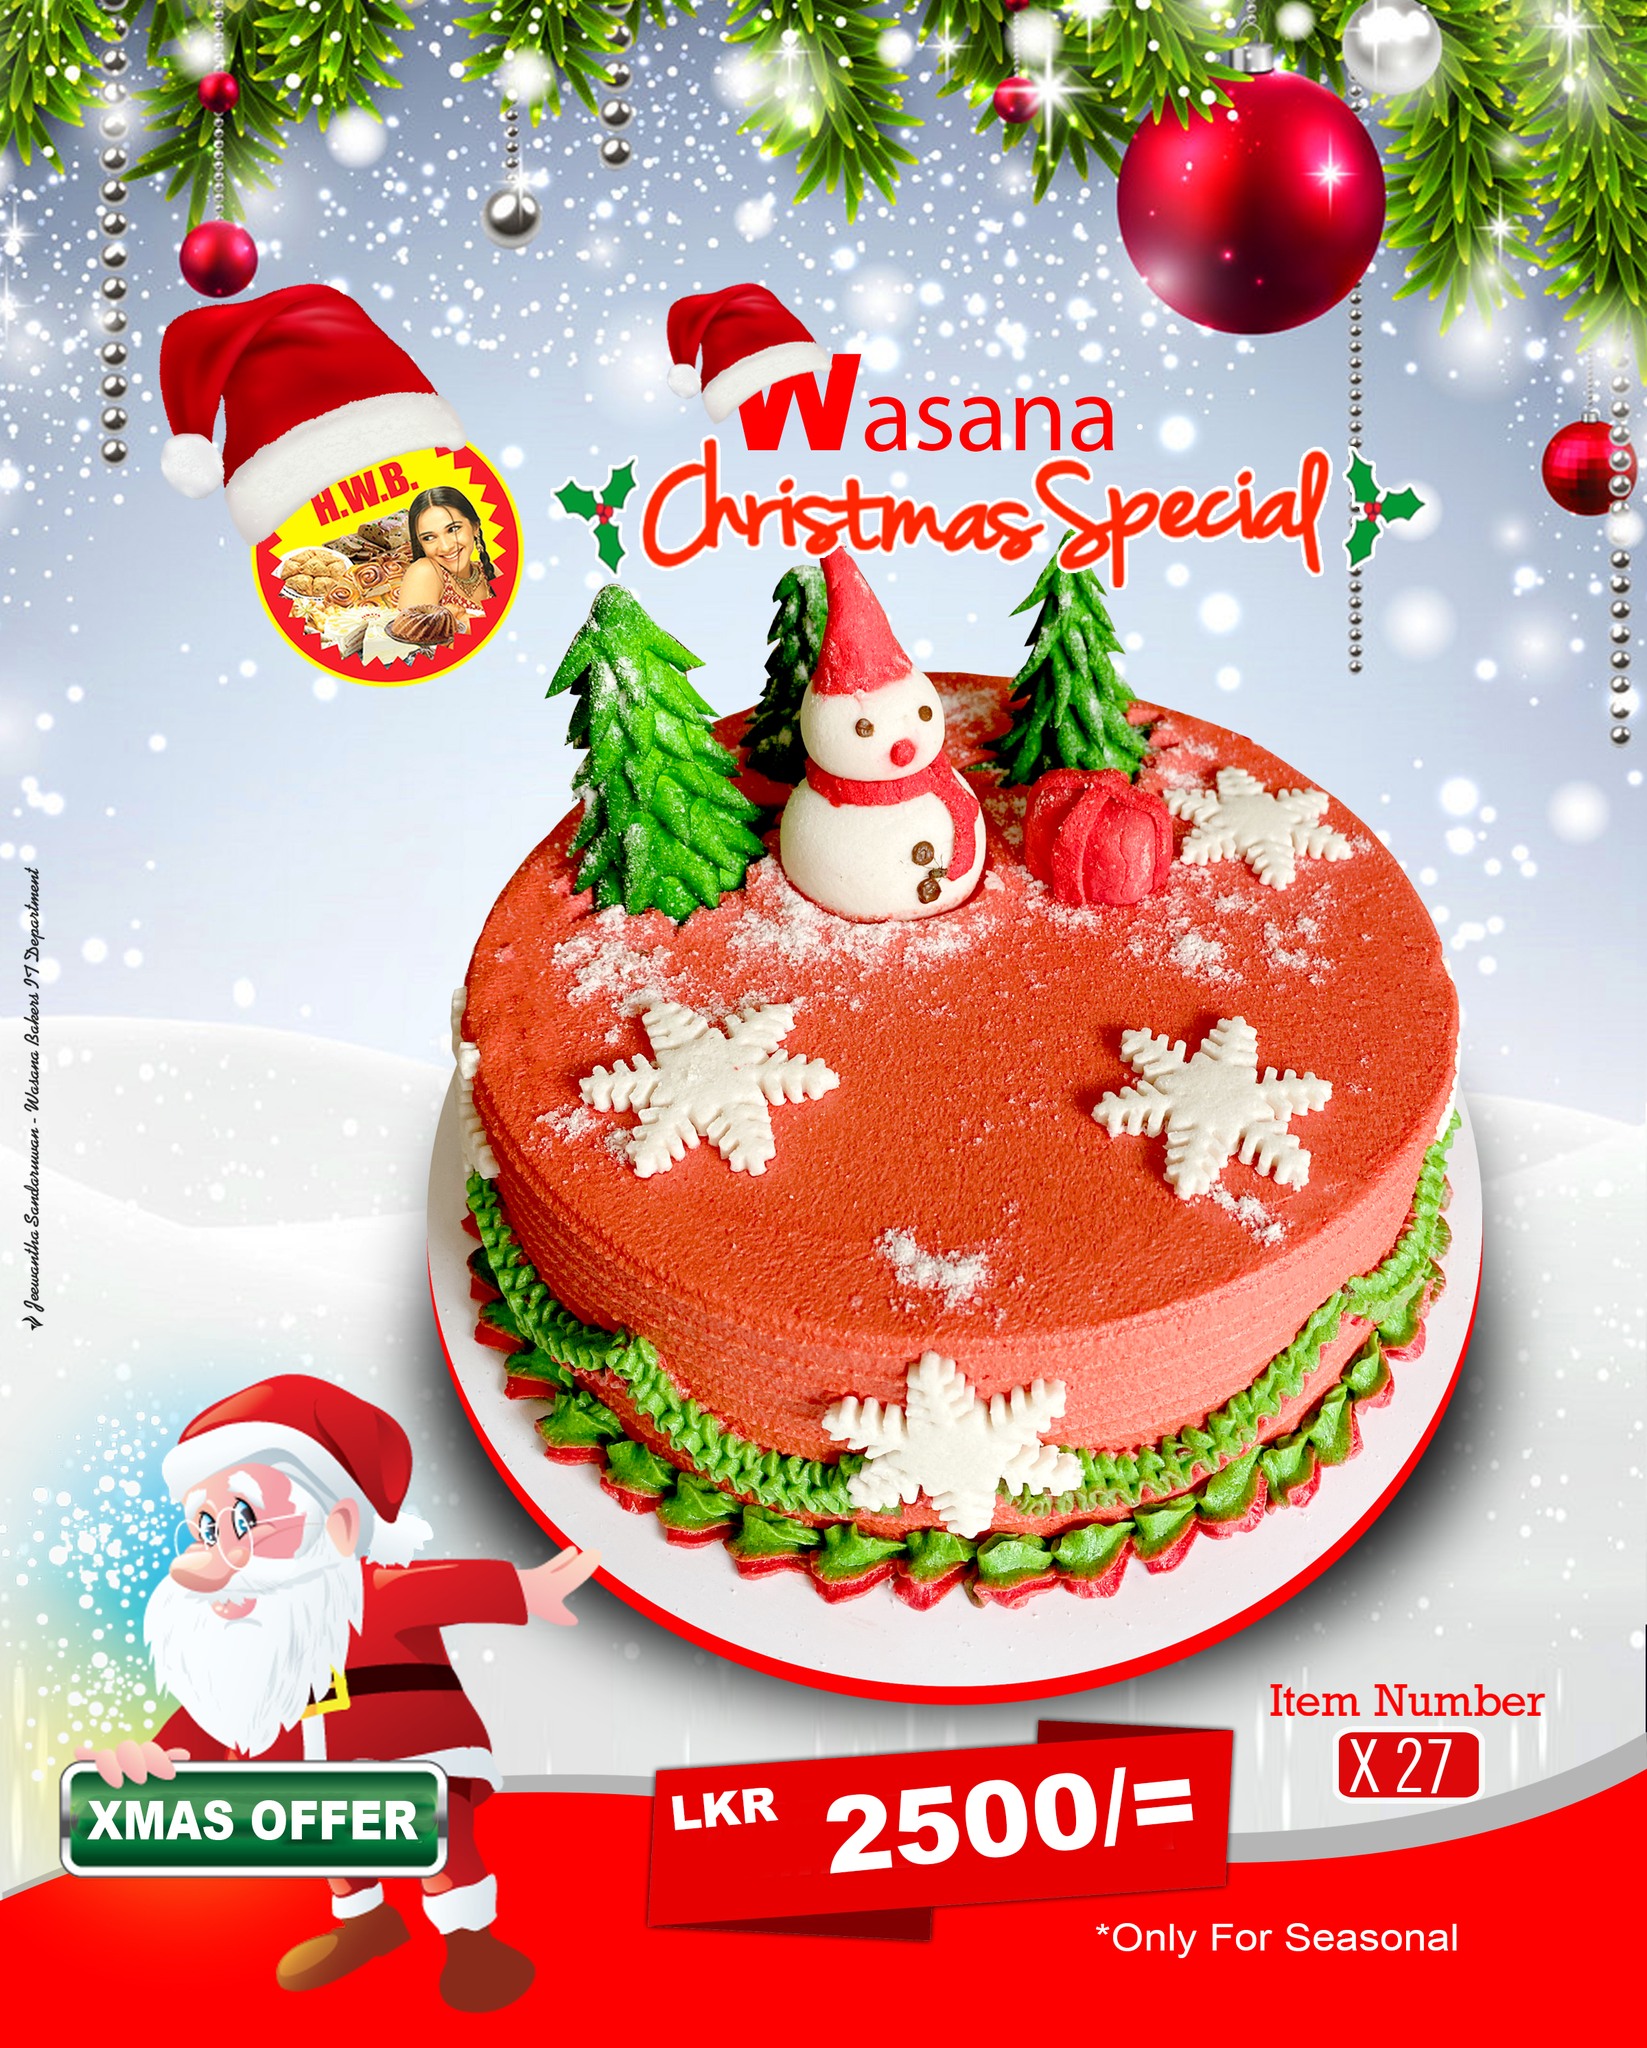 H.W.B.
Wasana
Christmas Special
Jeewantha Sandaruwan - Wasana Bakers IT Department
Item Number
X 27
XMAS OFFER
LKR 2500/=
*Only For Seasonal